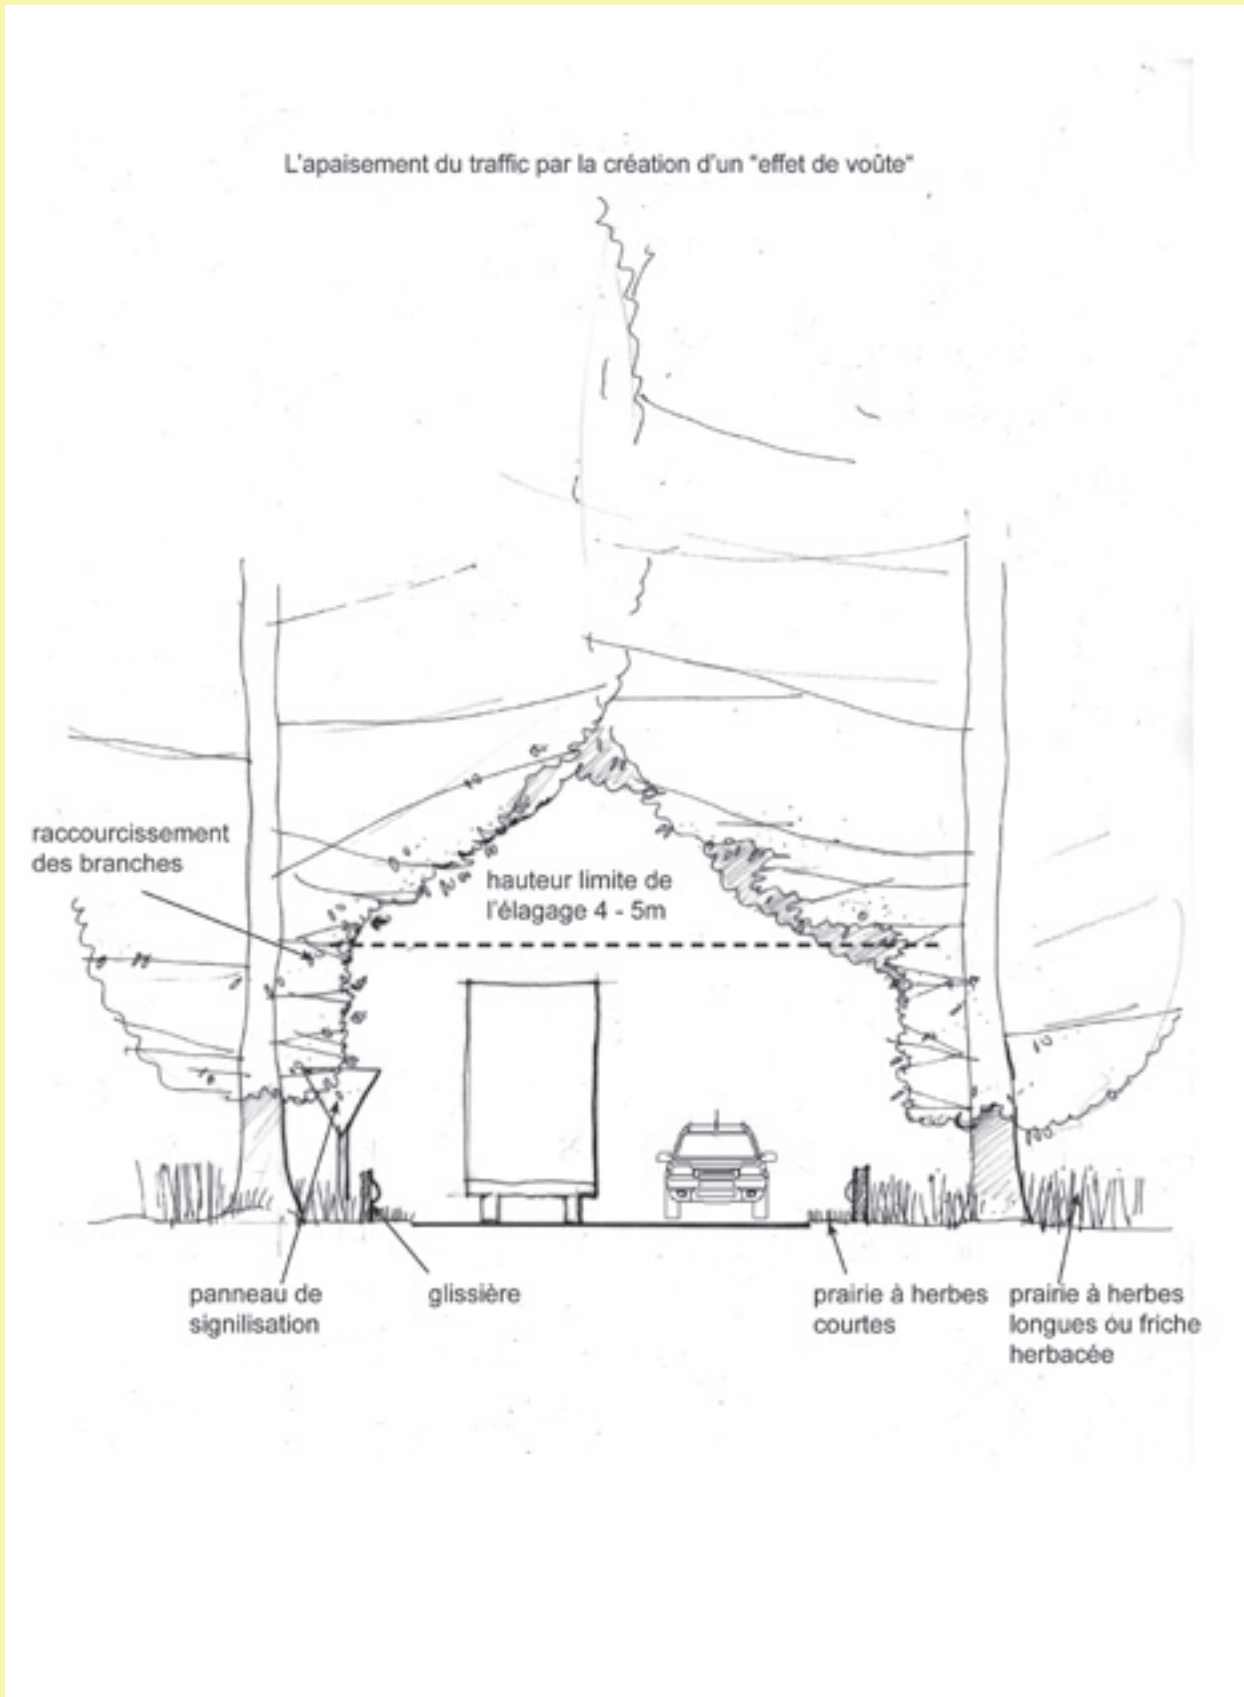 L'apaisement du traffic par la création d'un "effet de voûte"
raccourcissement
des branches
hauteur limite de
l'élagage 4 - 5m
panneau de
signilisation
glissière
prairie à herbes
courtes
prairie à herbes
longues ou friche
herbacée